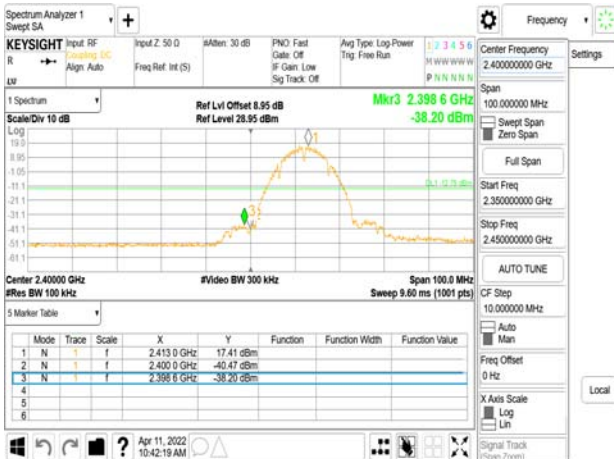 Spectrum Analyzer 1
Swept SA
Frequency
KEYSIGHT
R
Input: RF
Coupling: DC
Align: Auto
Input Z: 50 Ω
Freq Ref: Int (S)
#Atten: 30 dB
PNO: Fast
Gate: Off
IF Gain: Low
Sig Track: Off
Avg Type: Log-Power
Trig: Free Run
1 2 3 4 5 6
M W W W W W
P N N N N N
1 Spectrum
Scale/Div 10 dB
Log
Ref Lvl Offset 8.95 dB
Ref Level 28.95 dBm
Mkr3 2.398 6 GHz
-38.20 dBm
19.0
8.95
-1.05
-11.1
-21.1
-31.1
-41.1
-51.1
-61.1
1
3
Center 2.40000 GHz
#Res BW 100 kHz
#Video BW 300 kHz
Span 100.0 MHz
Sweep 9.60 ms (1001 pts)
5 Marker Table
Mode Trace Scale X Y Function Function Width Function Value
1 N 1 f 2.413 0 GHz 17.41 dBm
2 N 1 f 2.400 0 GHz -40.47 dBm
3 N 1 f 2.398 6 GHz -38.20 dBm
4
5
6
?
Apr 11, 2022
10:42:19 AM
Center Frequency
2.400000000 GHz
Span
100.000000 MHz
Swept Span
Zero Span
Full Span
Start Freq
2.350000000 GHz
Stop Freq
2.450000000 GHz
AUTO TUNE
CF Step
10.000000 MHz
Auto
Man
Freq Offset
0 Hz
X Axis Scale
Log
Lin
Signal Track
(Span Zoom)
Settings
Local